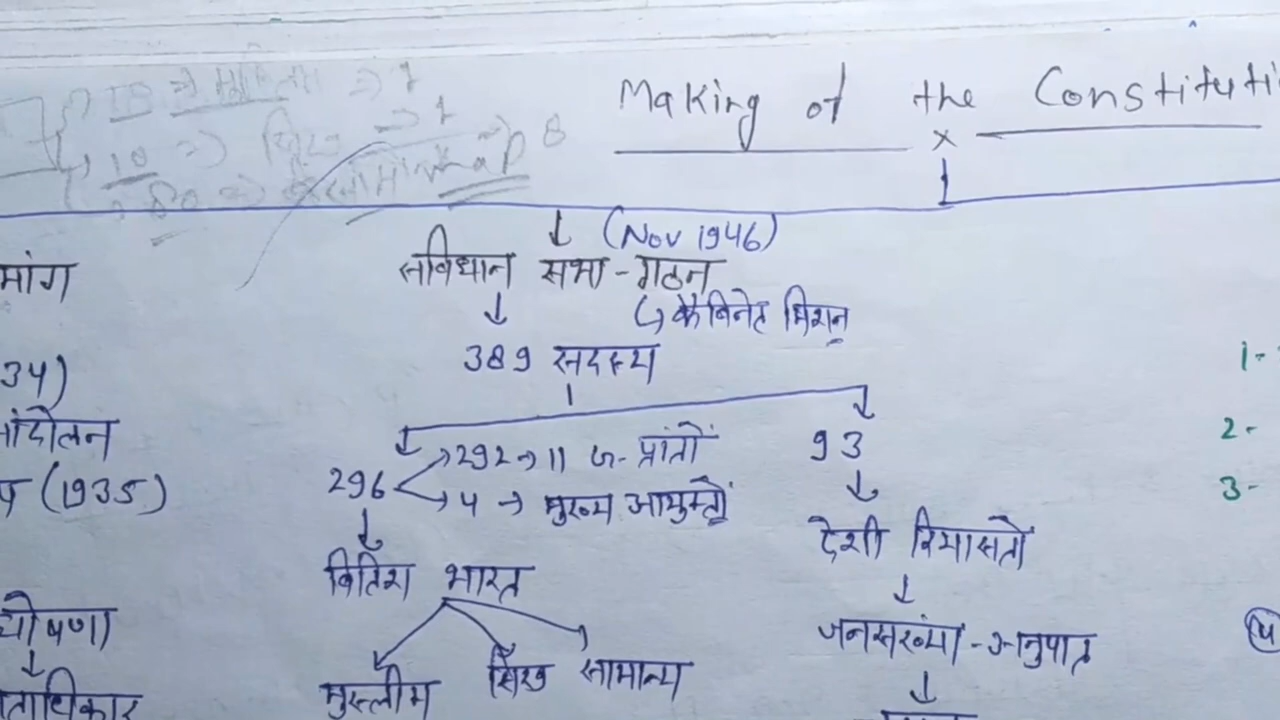 Making of the Constituti
(Nov 1946)
सविधान सभा - गठन
↳ कैबिनेट मिशन
389 सदस्य
296
292 → 11 प्रांतों
4 → मुख्य आयुक्तों
93
ब्रितिश भारत
देशी रियासतो
मुस्लीम सिख सामान्य
जनसंख्या - अनुपात
मांग
34)
ांदोलन
(1935)
घोषणा
ताधिकार
1-
2-
3-